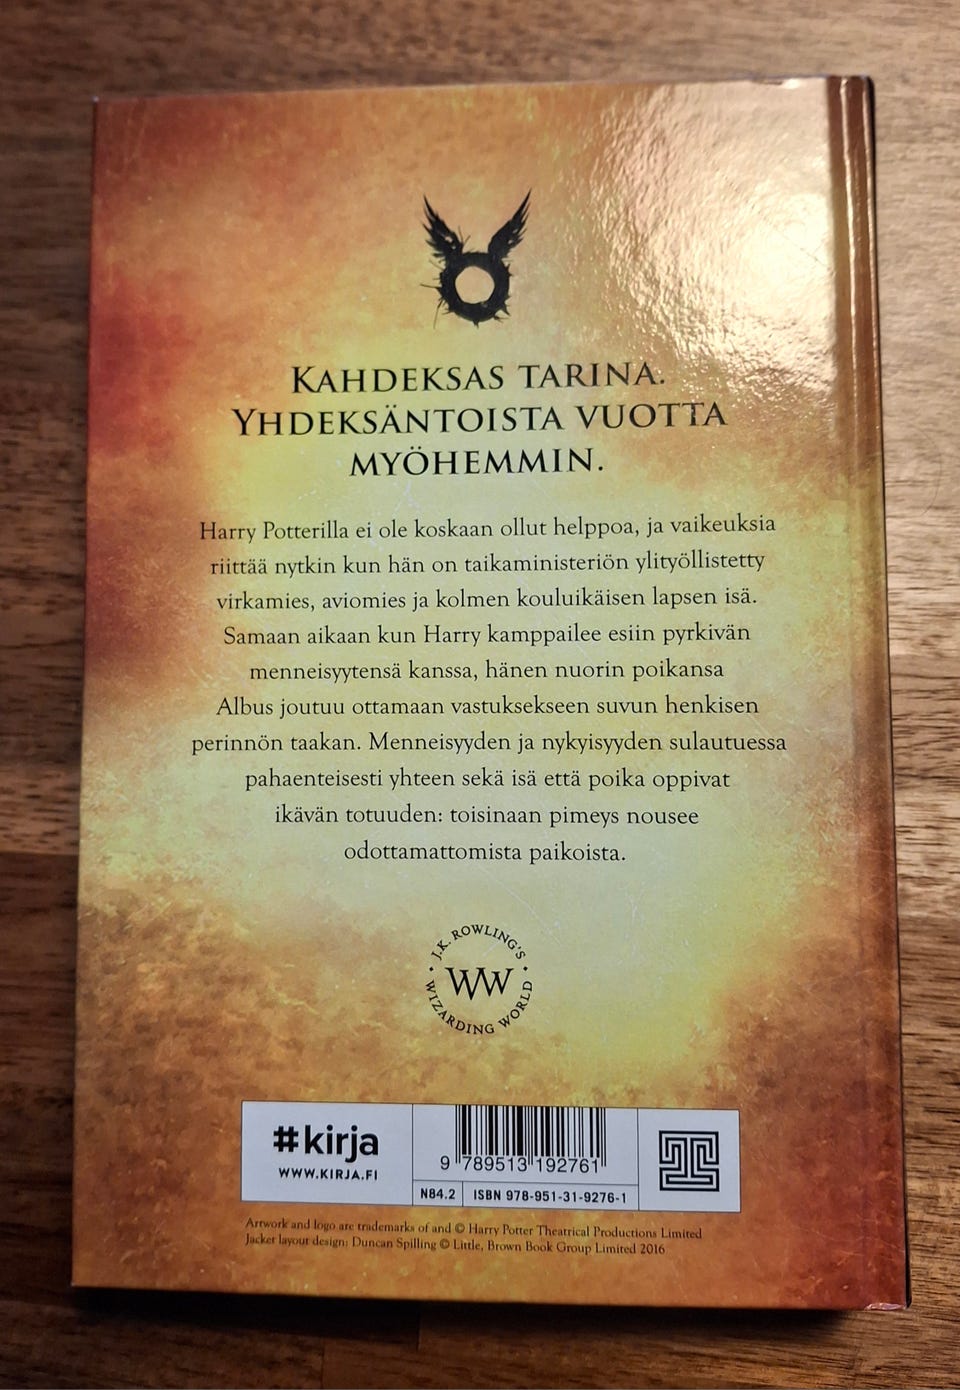 KAHDEKSAS TARINA.
YHDEKSÄNTOISTA VUOTTA
MYÖHEMMIN.
Harry Potterilla ei ole koskaan ollut helppoa, ja vaikeuksia
riittää nytkin kun hän on taikaministeriön ylityöllistetty
virkamies, aviomies ja kolmen kouluikäisen lapsen isä.
Samaan aikaan kun Harry kamppailee esiin pyrkivän
menneisyytensä kanssa, hänen nuorin poikansa
Albus joutuu ottamaan vastuksekseen suvun henkisen
perinnön taakan. Menneisyyden ja nykyisyyden sulautuessa
pahaenteisesti yhteen sekä isä että poika oppivat
ikävän totuuden: toisinaan pimeys nousee
odottamattomista paikoista.
J.K. ROWLING'S
WW
WIZARDING WORLD
#kirja
WWW.KIRJA.FI
9 789513 192761
N84.2
ISBN 978-951-31-9276-1
Artwork and logo are trademarks of and © Harry Potter Theatrical Productions Limited
Jacket layout design: Duncan Spilling © Little, Brown Book Group Limited 2016